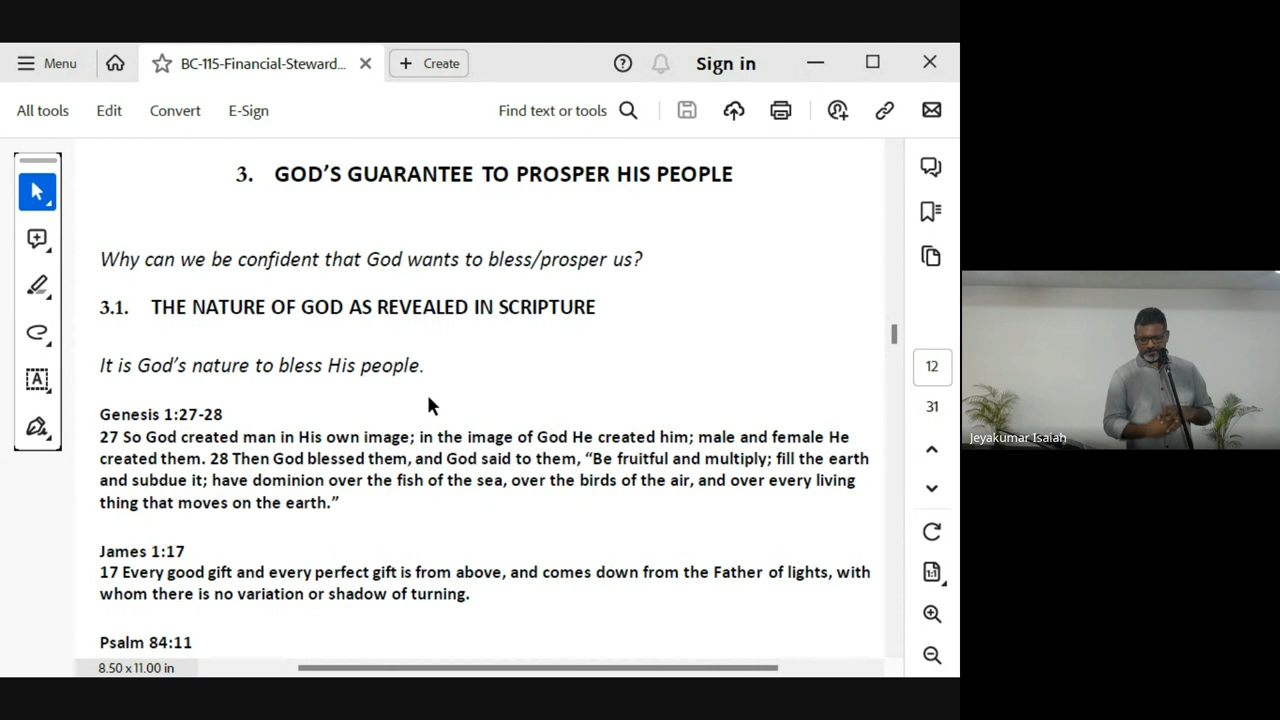 Menu
BC-115-Financial-Steward...
Create
Sign in
All tools
Edit
Convert
E-Sign
Find text or tools
3. GOD'S GUARANTEE TO PROSPER HIS PEOPLE
Why can we be confident that God wants to bless/prosper us?
3.1. THE NATURE OF GOD AS REVEALED IN SCRIPTURE
It is God's nature to bless His people.
Genesis 1:27-28
27 So God created man in His own image; in the image of God He created him; male and female He
created them. 28 Then God blessed them, and God said to them, “Be fruitful and multiply; fill the earth
and subdue it; have dominion over the fish of the sea, over the birds of the air, and over every living
thing that moves on the earth.”
James 1:17
17 Every good gift and every perfect gift is from above, and comes down from the Father of lights, with
whom there is no variation or shadow of turning.
Psalm 84:11
8.50 x 11.00 in
12
31
1:1
Jeyakumar Isaiah